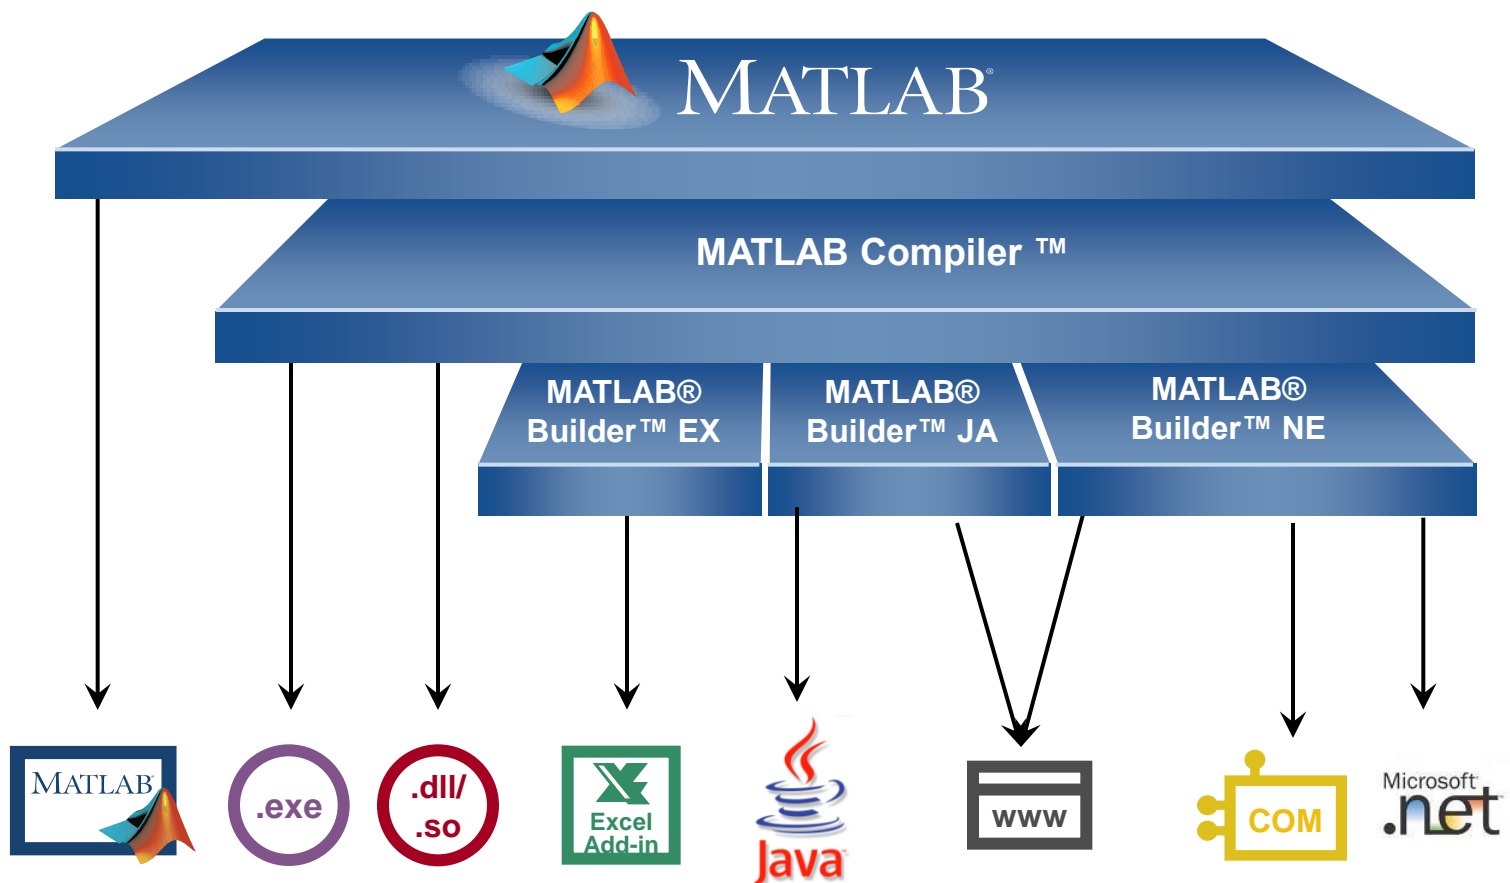 MATLAB®
MATLAB Compiler ™
MATLAB®
Builder™ EX
MATLAB®
Builder™ JA
MATLAB®
Builder™ NE
MATLAB
.exe
.dll/
.so
Excel
Add-in
Java™
www
COM
Microsoft
.net